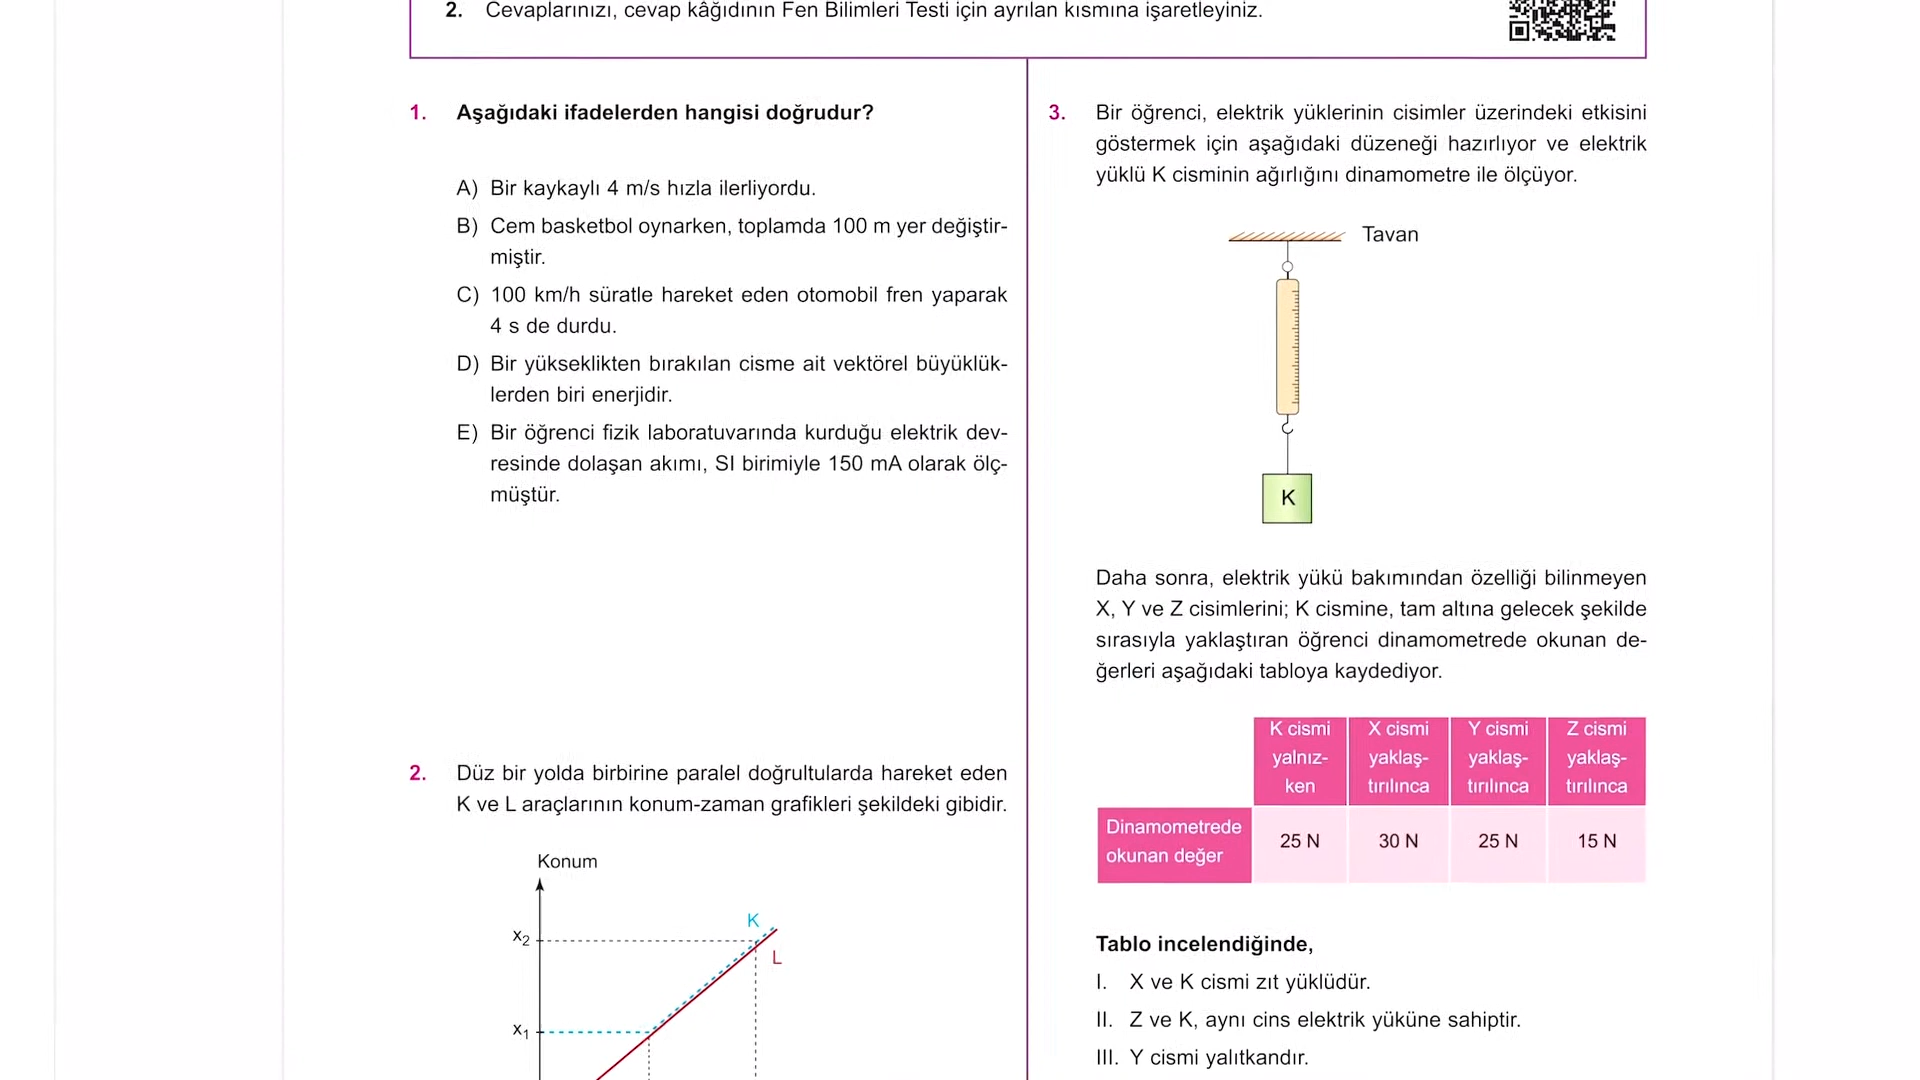 2. Cevaplarınızı, cevap kâğıdının Fen Bilimleri Testi için ayrılan kısmına işaretleyiniz.
1. Aşağıdaki ifadelerden hangisi doğrudur?
A) Bir kaykaylı 4 m/s hızla ilerliyordu.
B) Cem basketbol oynarken, toplamda 100 m yer değiştir-
miştir.
C) 100 km/h süratle hareket eden otomobil fren yaparak
4 s de durdu.
D) Bir yükseklikten bırakılan cisme ait vektörel büyüklük-
lerden biri enerjidir.
E) Bir öğrenci fizik laboratuvarında kurduğu elektrik dev-
resinde dolaşan akımı, SI birimiyle 150 mA olarak ölç-
müştür.
2. Düz bir yolda birbirine paralel doğrultularda hareket eden
K ve L araçlarının konum-zaman grafikleri şekildeki gibidir.
Konum
K
x2
L
x1
3. Bir öğrenci, elektrik yüklerinin cisimler üzerindeki etkisini
göstermek için aşağıdaki düzeneği hazırlıyor ve elektrik
yüklü K cisminin ağırlığını dinamometre ile ölçüyor.
Tavan
K
Daha sonra, elektrik yükü bakımından özelliği bilinmeyen
X, Y ve Z cisimlerini; K cismine, tam altına gelecek şekilde
sırasıyla yaklaştıran öğrenci dinamometrede okunan de-
ğerleri aşağıdaki tabloya kaydediyor.
K cismi X cismi Y cismi Z cismi
yalnız- yaklaş- yaklaş- yaklaş-
ken tırılınca tırılınca tırılınca
Dinamometrede
okunan değer
25 N 30 N 25 N 15 N
Tablo incelendiğinde,
I. X ve K cismi zıt yüklüdür.
II. Z ve K, aynı cins elektrik yüküne sahiptir.
III. Y cismi yalıtkandır.